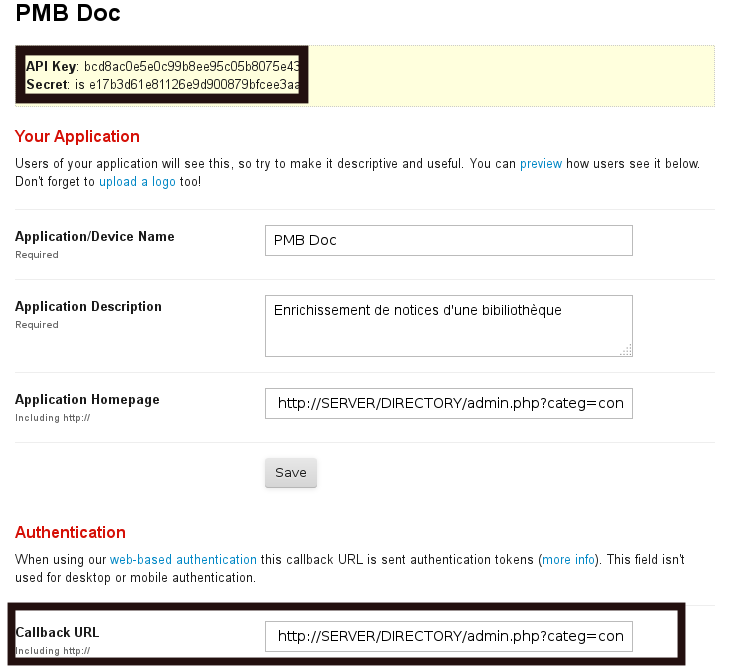 PMB Doc
API Key: bcd8ac0e5e0c99b8ee95c05b8075e43
Secret: is e17b3d61e81126e9d900879bfcee3aa
Your Application
Users of your application will see this, so try to make it descriptive and useful. You can preview how users see it below.
Don't forget to upload a logo too!
Application/Device Name
PMB Doc
Required
Application Description
Enrichissement de notices d'une bibiliothèque
Required
Application Homepage
http://SERVER/DIRECTORY/admin.php?categ=con
Including http://
Save
Authentication
When using our web-based authentication this callback URL is sent authentication tokens (more info). This field isn't
used for desktop or mobile authentication.
Callback URL
http://SERVER/DIRECTORY/admin.php?categ=con
Including http://